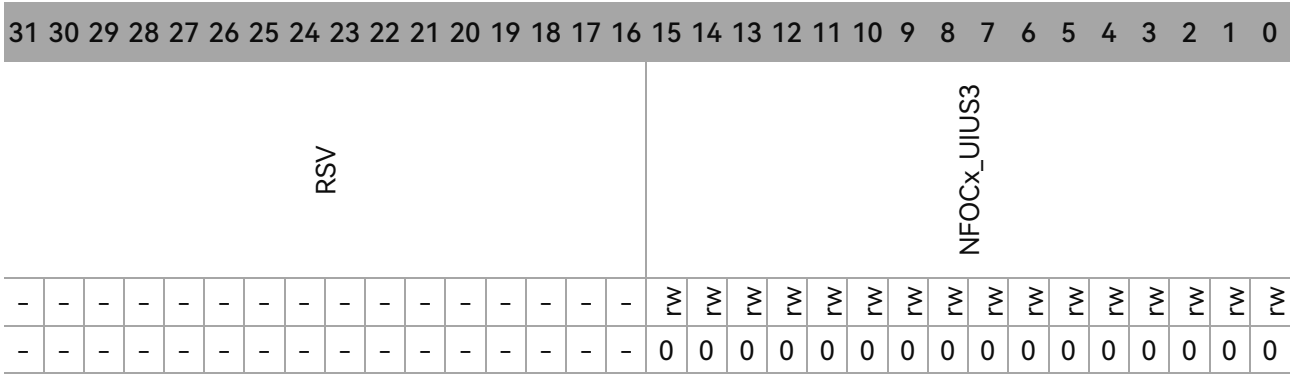 31 30 29 28 27 26 25 24 23 22 21 20 19 18 17 16 15 14 13 12 11 10 9 8 7 6 5 4 3 2 1 0
RSV NFOCx_UIUS3
- - - - - - - - - - - - - - - - rw rw rw rw rw rw rw rw rw rw rw rw rw rw rw rw
- - - - - - - - - - - - - - - - 0 0 0 0 0 0 0 0 0 0 0 0 0 0 0 0